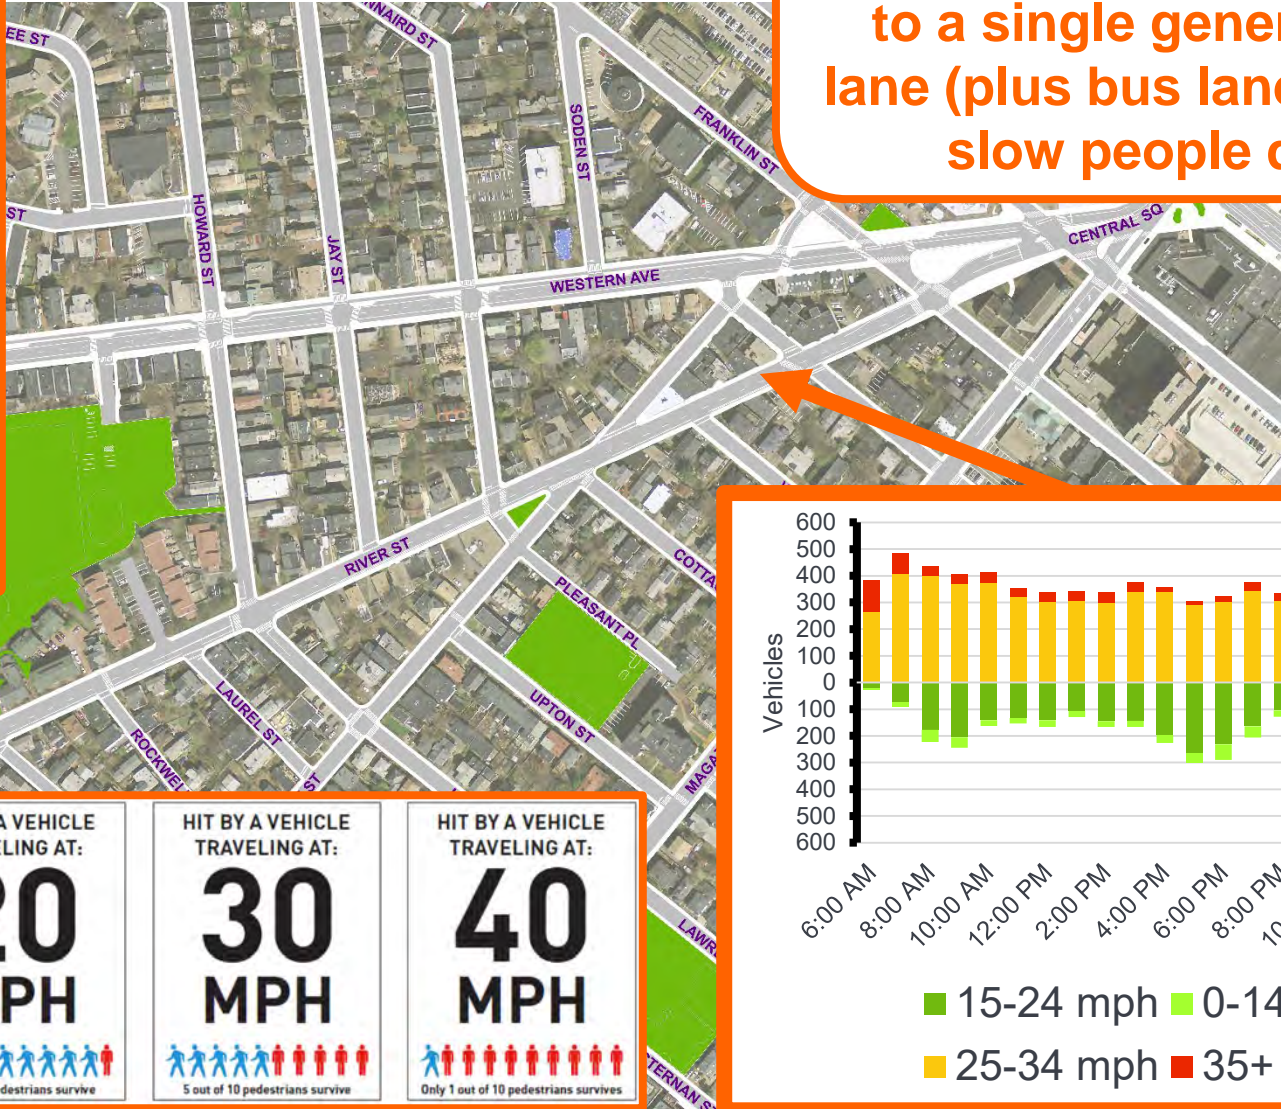 to a single gener
lane (plus bus lane
slow people d
EE ST
NNAIRD ST
SODEN ST
FRANKLIN ST
ST
HOWARD ST
JAY ST
WESTERN AVE
CENTRAL SQ
RIVER ST
COTTA
PLEASANT PL
LAUREL ST
UPTON ST
ROCKWEL
ST
MAGA
LAWRE
TERNAN S
A VEHICLE
LING AT:
20
MPH
destrians survive
HIT BY A VEHICLE
TRAVELING AT:
30
MPH
5 out of 10 pedestrians survive
HIT BY A VEHICLE
TRAVELING AT:
40
MPH
Only 1 out of 10 pedestrians survives
Vehicles
600
500
400
300
200
100
0
100
200
300
400
500
600
6:00 AM
8:00 AM
10:00 AM
12:00 PM
2:00 PM
4:00 PM
6:00 PM
8:00 PM
10
15-24 mph 0-14
25-34 mph 35+